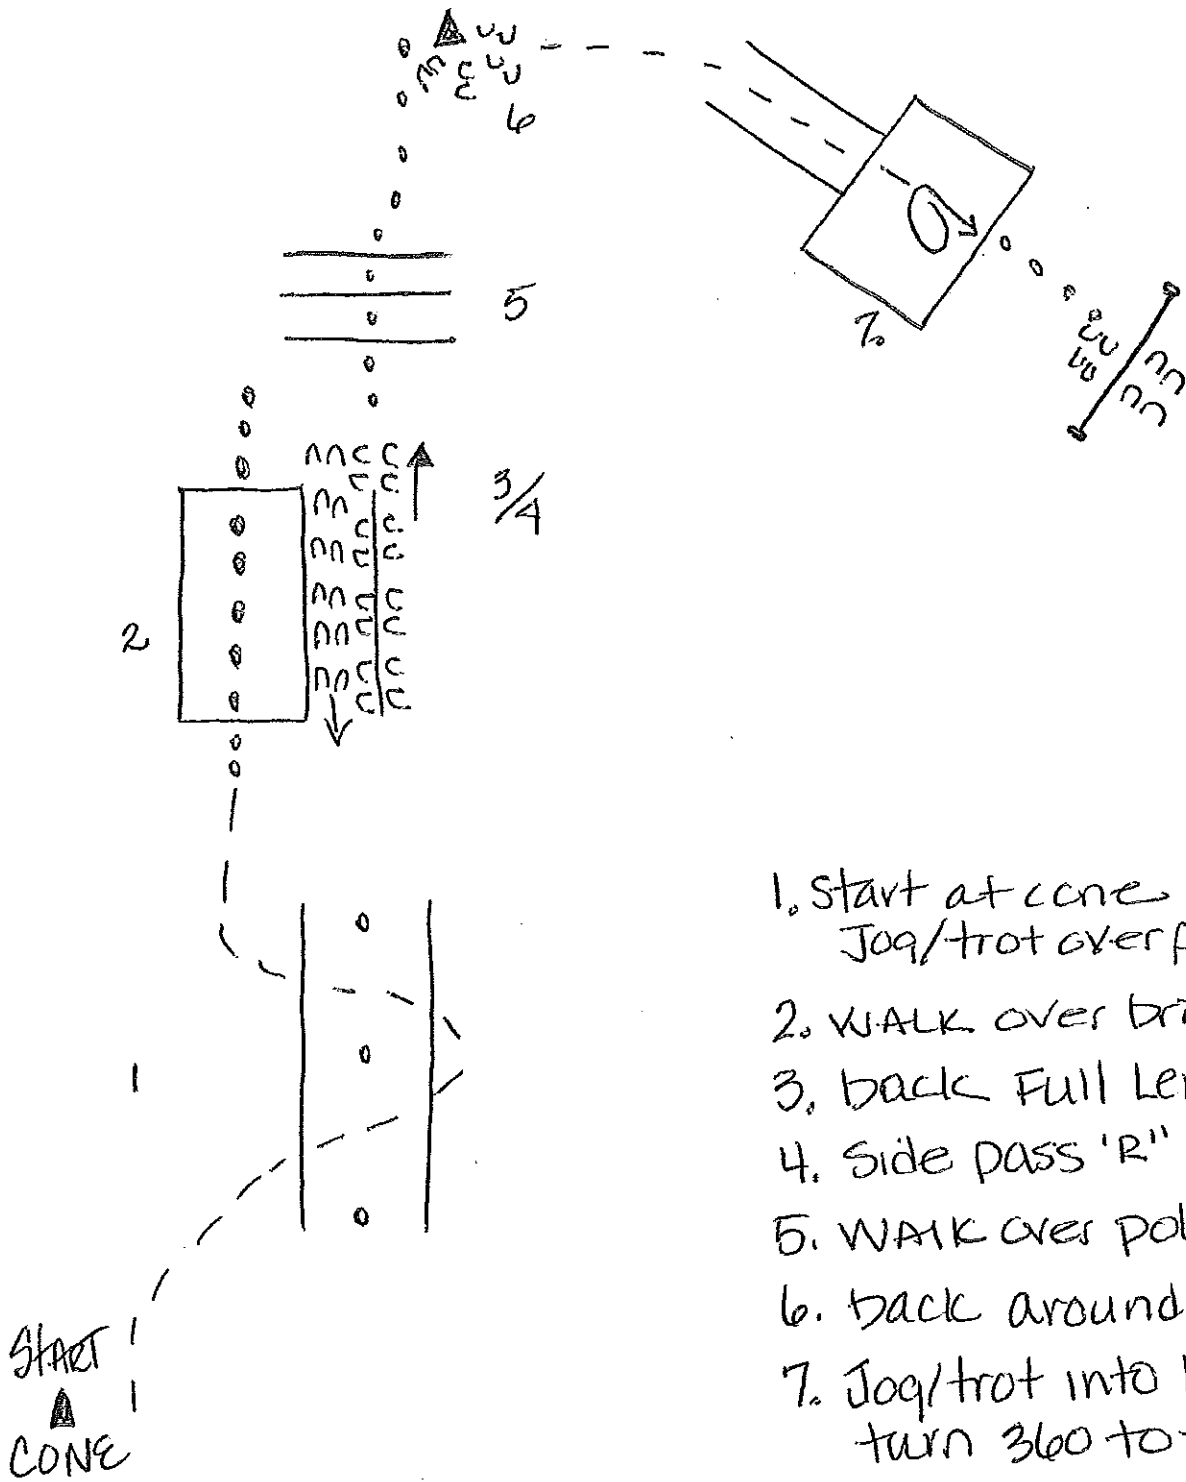 6
5
7.
3/4
2
1
START
CONE
1. Start at cone
Jog/trot over
2. WALK over
3. back Full
4. Side pass 'R"
5. WALK over
6. back around
7. Jog/trot into
turn 360 to